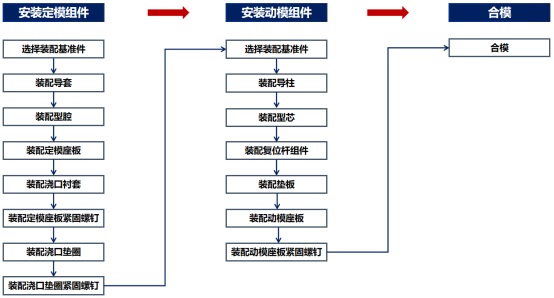 安装定模组件
选择装配基准件
装配导套
装配型腔
装配定模座板
装配浇口衬套
装配定模座板紧固螺钉
装配浇口垫圈
装配浇口垫圈紧固螺钉
安装动模组件
选择装配基准件
装配导柱
装配型芯
装配复位杆组件
装配垫板
装配动模座板
装配动模座板紧固螺钉
合模
合模